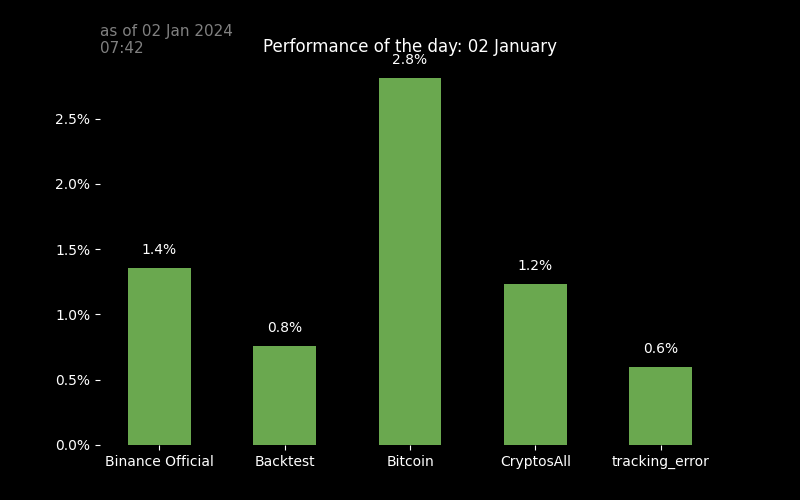 as of 02 Jan 2024
07:42
Performance of the day: 02 January
2.8%
2.5%
2.0%
1.5%
1.0%
0.5%
0.0%
1.4%
0.8%
1.2%
0.6%
Binance Official
Backtest
Bitcoin
CryptosAll
tracking_error